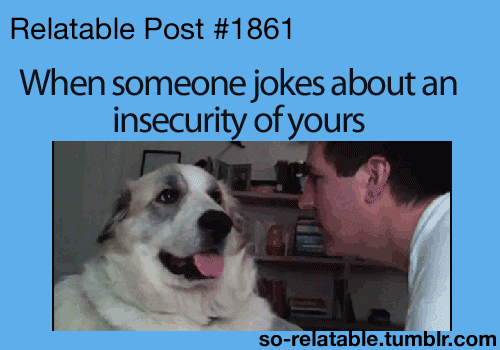 Relatable Post #1861
When someone jokes about an
insecurity of yours
so-relatable.tumblr.com